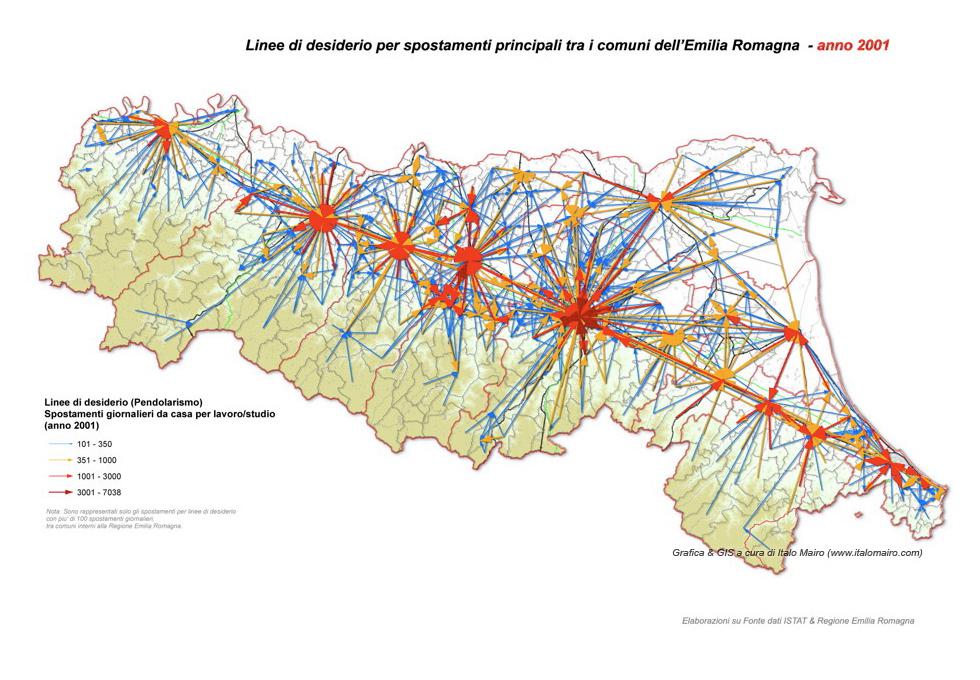 Linee di desiderio per spostamenti principali tra i comuni dell'Emilia Romagna - anno 2001
Linee di desiderio (Pendolarismo)
Spostamenti giornalieri da casa per lavoro/studio
(anno 2001)
101 - 350
351 - 1000
1001 - 3000
3001 - 7038
Nota: Sono rappresentati solo gli spostamenti per linee di desiderio
con piu' di 100 spostamenti giornalieri,
tra comuni interni alla Regione Emilia Romagna.
Grafica & GIS a cura di Italo Mairo (www.italomairo.com)
Elaborazioni su Fonte dati ISTAT & Regione Emilia Romagna